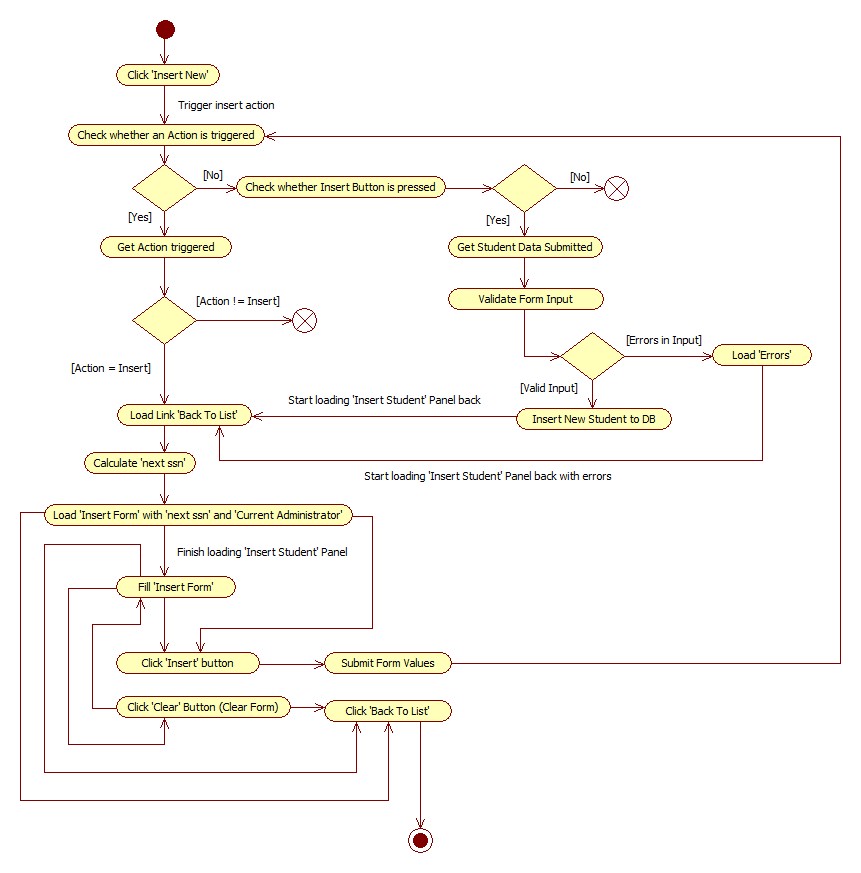 Click 'Insert New'
Trigger insert action
Check whether an Action is triggered
[No]
Check whether Insert Button is pressed
[No]
[Yes]
[Yes]
Get Action triggered
Get Student Data Submitted
[Action != Insert]
Validate Form Input
[Errors in Input]
Load 'Errors'
[Action = Insert]
[Valid Input]
Start loading 'Insert Student' Panel back
Load Link 'Back To List'
Insert New Student to DB
Calculate 'next ssn'
Start loading 'Insert Student' Panel back with errors
Load 'Insert Form' with 'next ssn' and 'Current Administrator'
Finish loading 'Insert Student' Panel
Fill 'Insert Form'
Click 'Insert' button
Submit Form Values
Click 'Clear' Button (Clear Form)
Click 'Back To List'